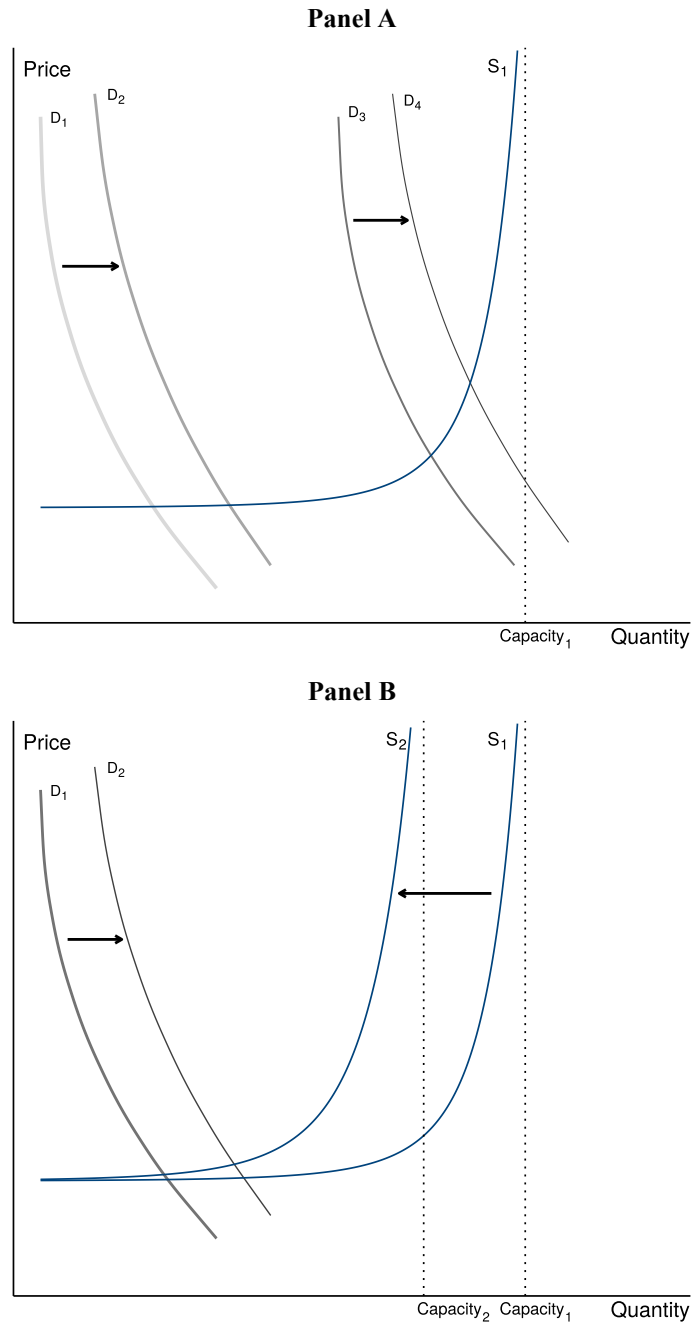 Panel A
Price
S₁
D₂
D₁
D₃
D₄
Capacity₁
Quantity
Panel B
Price
S₂
S₁
D₂
D₁
Capacity₂
Capacity₁
Quantity